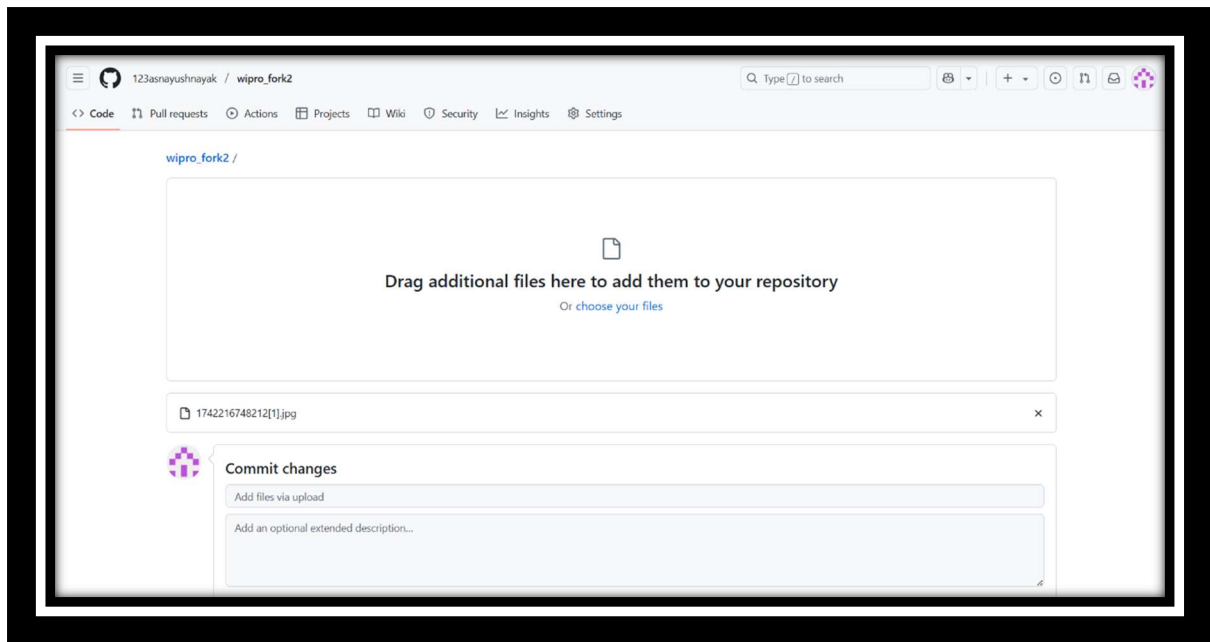 123asnayushnayak / wipro_fork2
Type / to search
Code Pull requests Actions Projects Wiki Security Insights Settings
wipro_fork2 /
Drag additional files here to add them to your repository
Or choose your files
1742216748212[1].jpg
Commit changes
Add files via upload
Add an optional extended description...